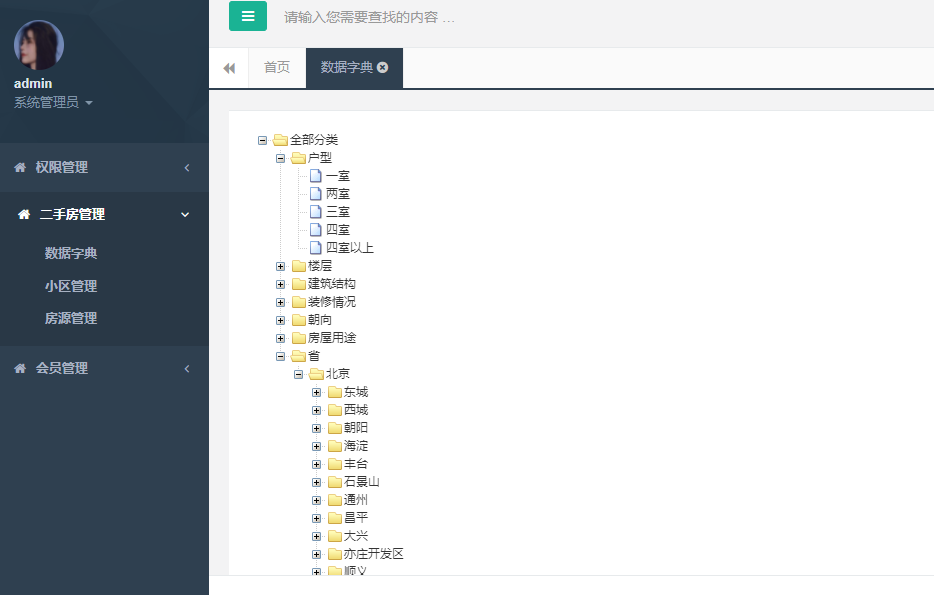 请输入您需要查找的内容 …
admin
系统管理员
首页
数据字典
权限管理
二手房管理
数据字典
小区管理
房源管理
会员管理
全部分类
户型
一室
两室
三室
四室
四室以上
楼层
建筑结构
装修情况
朝向
房屋用途
省
北京
东城
西城
朝阳
海淀
丰台
石景山
通州
昌平
大兴
亦庄开发区
顺义